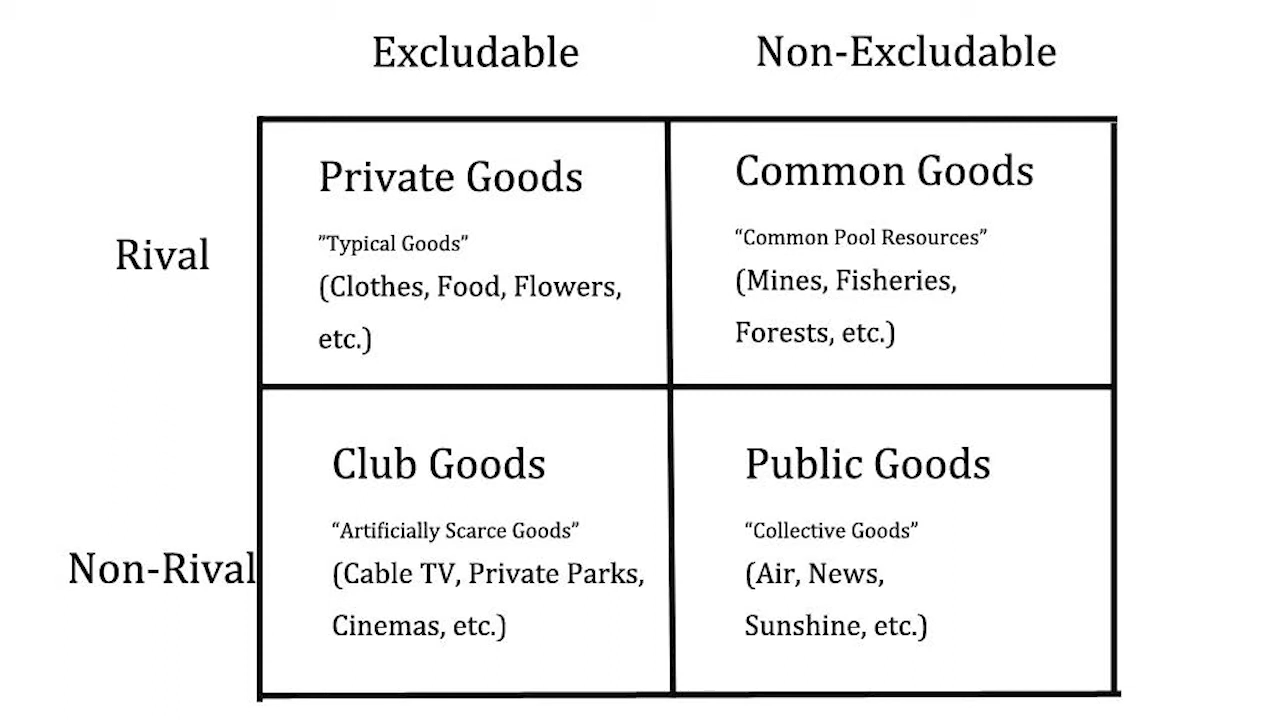 Excludable
Non-Excludable
Rival
Private Goods
”Typical Goods”
(Clothes, Food, Flowers,
etc.)
Common Goods
“Common Pool Resources”
(Mines, Fisheries,
Forests, etc.)
Non-Rival
Club Goods
“Artificially Scarce Goods”
(Cable TV, Private Parks,
Cinemas, etc.)
Public Goods
“Collective Goods”
(Air, News,
Sunshine, etc.)